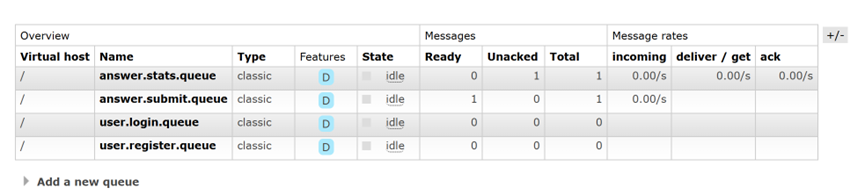 Overview Messages Message rates +/-
Virtual host Name Type Features State Ready Unacked Total incoming deliver / get ack
/ answer.stats.queue classic D idle 0 1 1 0.00/s 0.00/s 0.00/s
/ answer.submit.queue classic D idle 1 0 1 0.00/s
/ user.login.queue classic D idle 0 0 0
/ user.register.queue classic D idle 0 0 0
Add a new queue